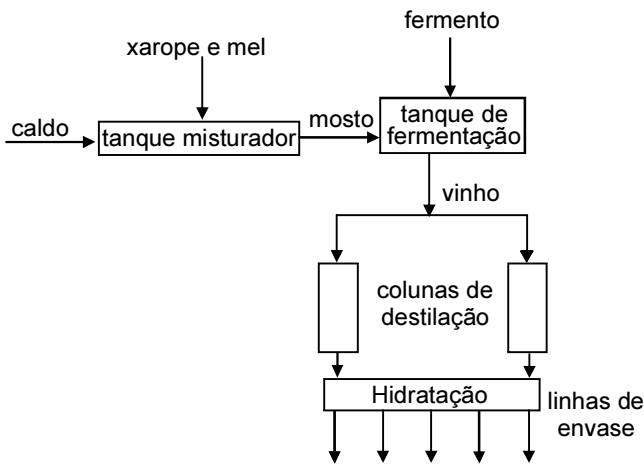 fermento
xarope e mel
mosto
tanque de
fermentação
caldo
tanque misturador
vinho
colunas de
destilação
Hidratação
linhas de
envase